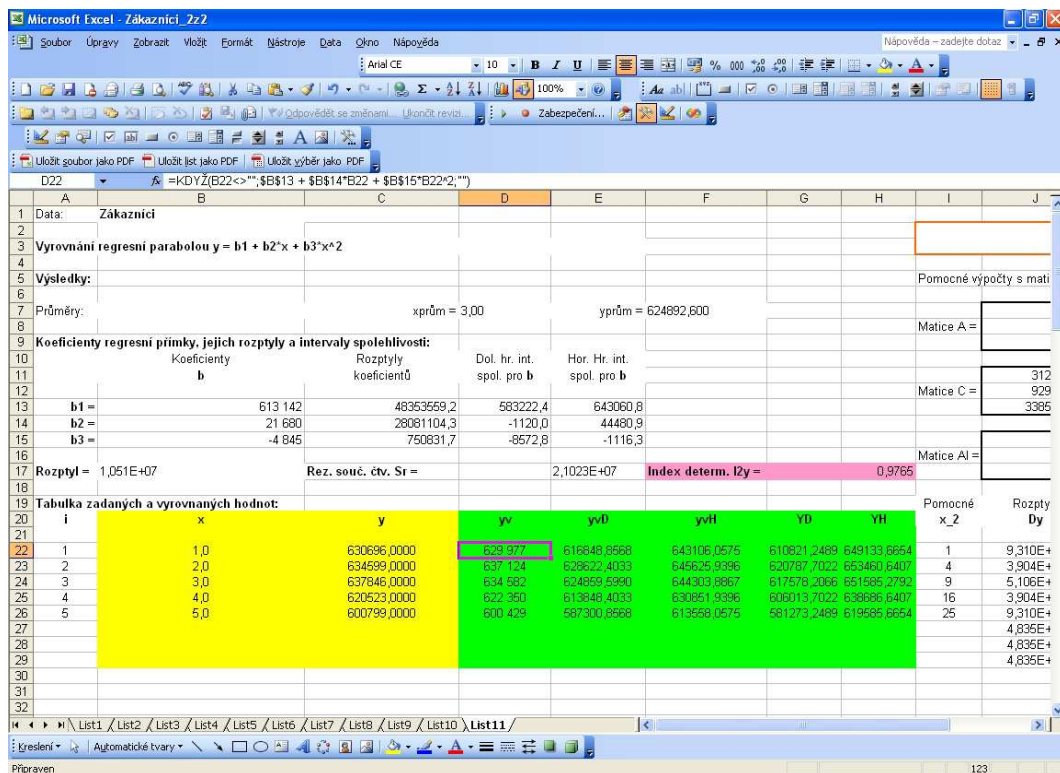 Microsoft Excel - Zákazníci_2z2
Soubor Úpravy Zobrazit Vložit Formát Nástroje Data Okno Nápověda Nápověda – zadejte dotaz
Arial CE 10 B I U % 000
100% Aa ab|
Odpovědět se změnami... Ukončit revizi... Zabezpečení...
Uložit soubor jako PDF Uložit list jako PDF Uložit výběr jako PDF
D22 fx =KDYŽ(B22<>"";$B$13 + $B$14*B22 + $B$15*B22^2;"")
A B C D E F G H I J
1 Data: Zákazníci
2
3 Vyrovnání regresní parabolou y = b1 + b2*x + b3*x^2
4
5 Výsledky: Pomocné výpočty s mati
6
7 Průměry: xprům = 3,00 yprům = 624892,600
8 Matice A =
9 Koeficienty regresní přímky, jejich rozptyly a intervaly spolehlivosti:
10 Koeficienty Rozptyly Dol. hr. int. Hor. Hr. int.
11 b koeficientů spol. pro b spol. pro b 312
12 Matice C = 929
13 b1 = 613 142 48353559,2 583222,4 643060,8 3385
14 b2 = 21 680 28081104,3 -1120,0 44480,9
15 b3 = -4 845 750831,7 -8572,8 -1116,3
16 Matice AI =
17 Rozptyl = 1,051E+07 Rez. souč. čtv. Sr = 2,1023E+07 Index determ. I2y = 0,9765
18
19 Tabulka zadaných a vyrovnaných hodnot: Pomocné Rozpty
20 i x y yv yvD yvH YD YH x_2 Dy
21
22 1 1,0 630696,0000 629 977 616848,8568 643106,0575 610821,2489 649133,6654 1 9,310E+
23 2 2,0 634599,0000 637 124 628622,4033 645625,9396 620787,7022 653460,6407 4 3,904E+
24 3 3,0 637846,0000 634 582 624859,5990 644303,8867 617578,2066 651585,2792 9 5,106E+
25 4 4,0 620523,0000 622 350 613848,4033 630851,9396 606013,7022 638686,6407 16 3,904E+
26 5 5,0 600799,0000 600 429 587300,8568 613558,0575 581273,2489 619585,6654 25 9,310E+
27 4,835E+
28 4,835E+
29 4,835E+
30
31
32
List1 List2 List3 List4 List5 List6 List7 List8 List9 List10 List11
Kreslení Automatické tvary
Připraven 123